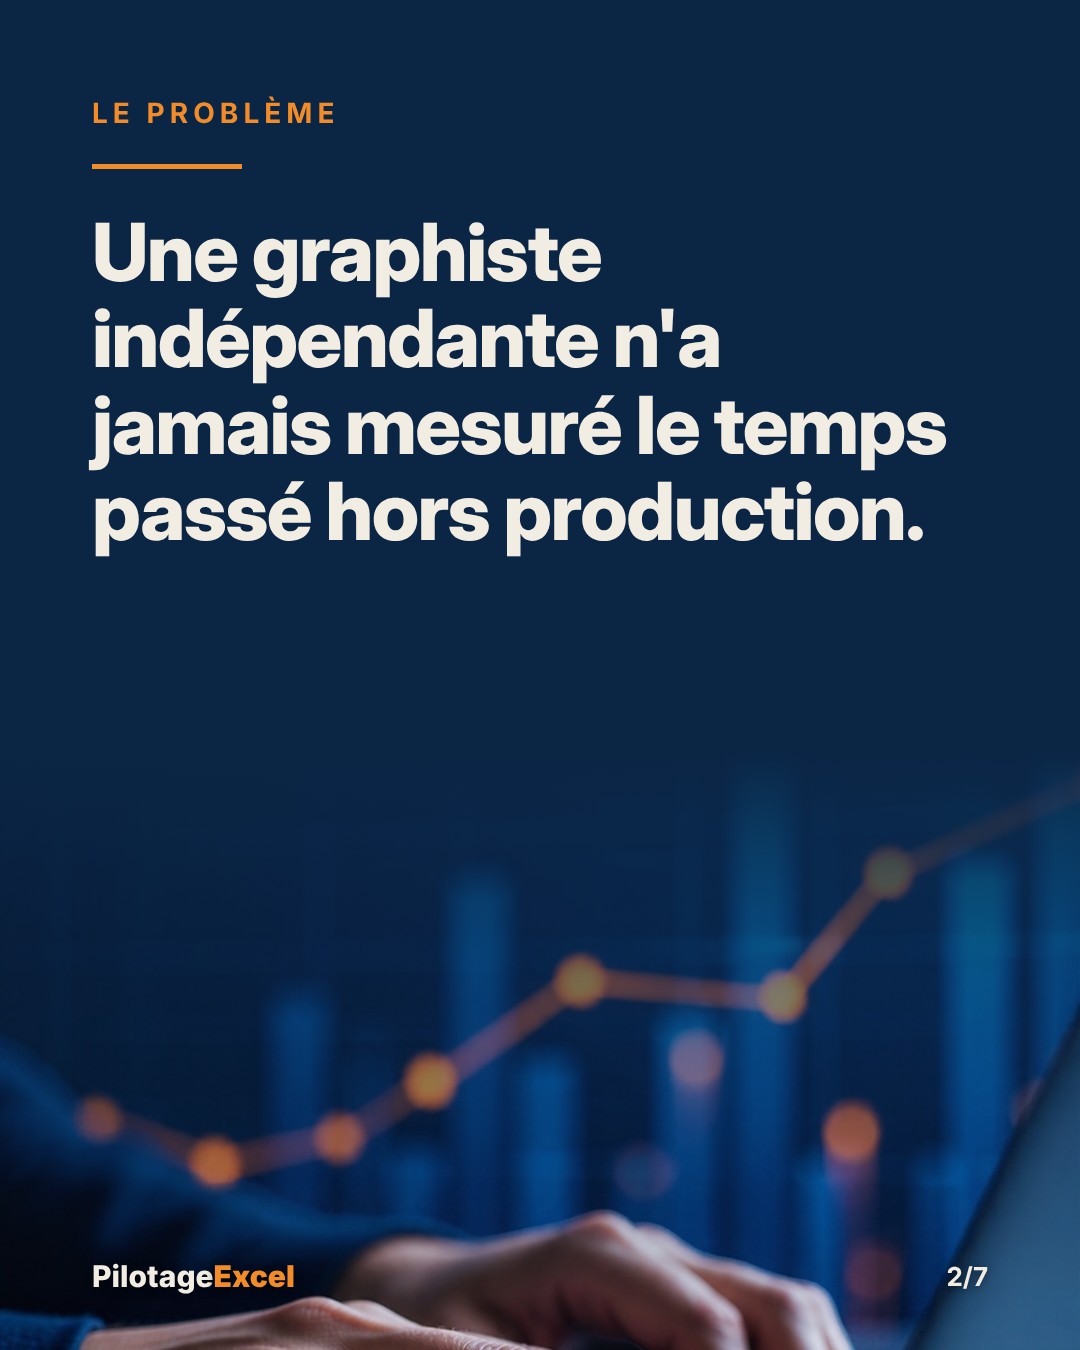 LE PROBLÈME
Une graphiste
indépendante n'a
jamais mesuré le temps
passé hors production.
PilotageExcel
2/7